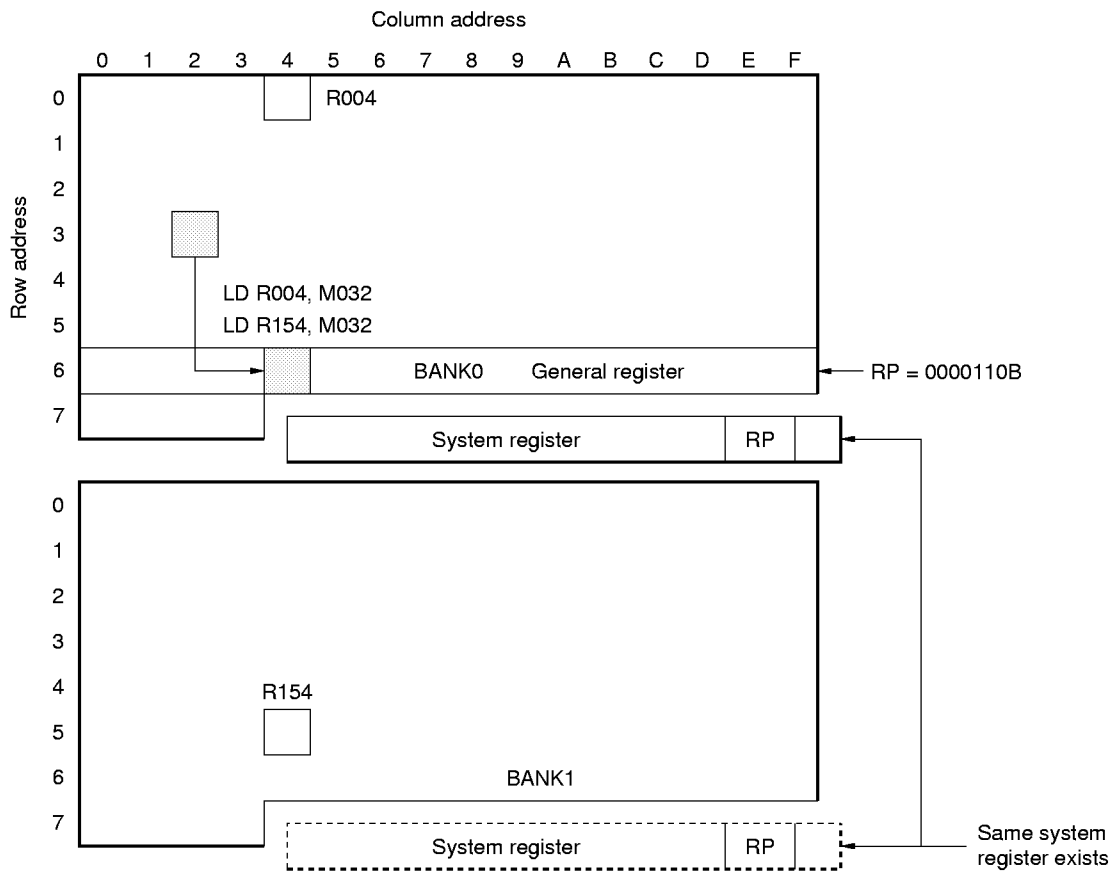 Column address
0 1 2 3 4 5 6 7 8 9 A B C D E F
Row address
0 R004
1
2
3
4
LD R004, M032
5 LD R154, M032
6 BANK0 General register RP = 0000110B
7
System register RP
0
1
2
3
4 R154
5
6 BANK1
7
System register RP
Same system
register exists